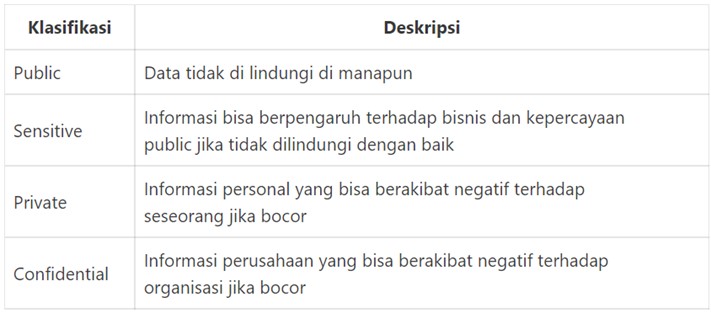 Klasifikasi Deskripsi
Public Data tidak di lindungi di manapun
Informasi bisa berpengaruh terhadap bisnis dan kepercayaan
Sensitive
public jika tidak dilindungi dengan baik
Informasi personal yang bisa berakibat negatif terhadap
Private
seseorang jika bocor
Informasi perusahaan yang bisa berakibat negatif terhadap
Confidential
organisasi jika bocor